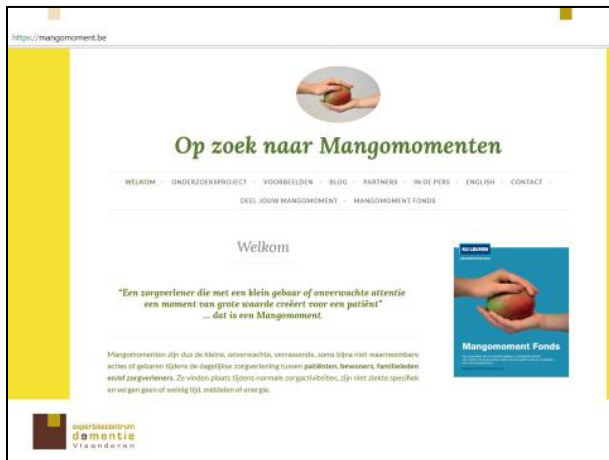 https://mangomoment.be
Op zoek naar Mangomomenten
WELKOM ONDERZOEKSPROJECT VOORBEELDEN BLOG PARTNERS IN DE PERS ENGLISH CONTACT
DEEL JOUW MANGOMOMENT MANGOMOMENT FONDS
Welkom
"Een zorgverlener die met een klein gebaar of onverwachte attentie
een moment van grote waarde creëert voor een patiënt"
... dat is een Mangomoment.
Mangomomenten zijn dus de kleine, onverwachte, verrassende, soms bijna niet waarneembare
acties of gebaren tijdens de dagelijkse zorgverlening tussen patiënten, bewoners, familieleden
en/of zorgverleners. Ze vinden plaats tijdens normale zorgactiviteiten, zijn niet ziekte specifiek
en vergen geen of weinig tijd, middelen of energie.
KU LEUVEN
Mangomoment Fonds
expertisecentrum
dementie
Vlaanderen